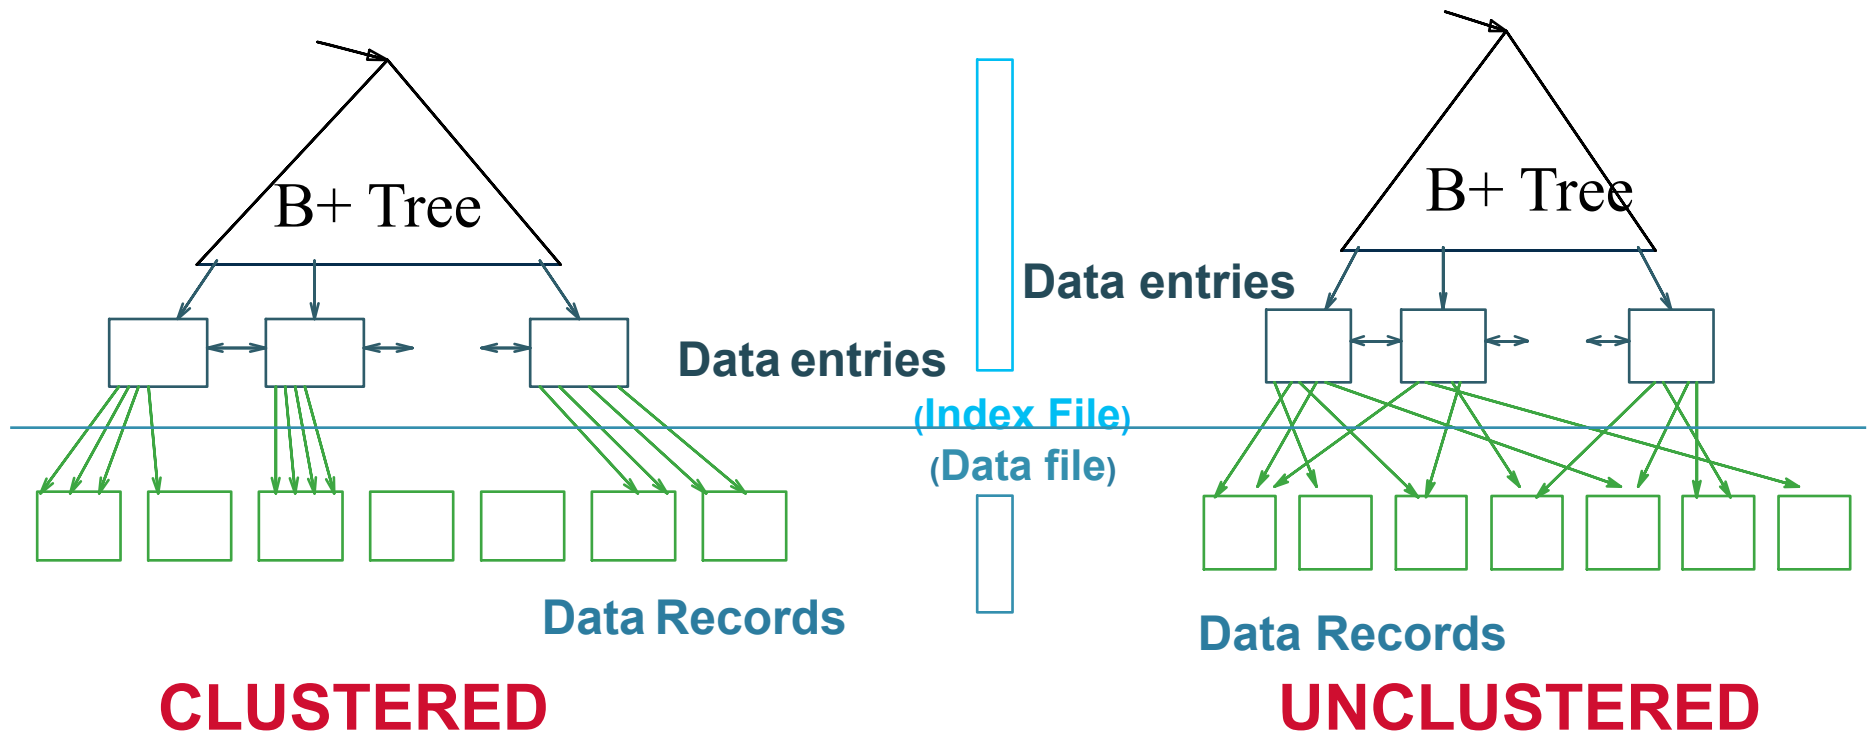 B+ Tree
B+ Tree
Data entries
Data entries
(Index File)
(Data file)
Data Records
Data Records
CLUSTERED
UNCLUSTERED